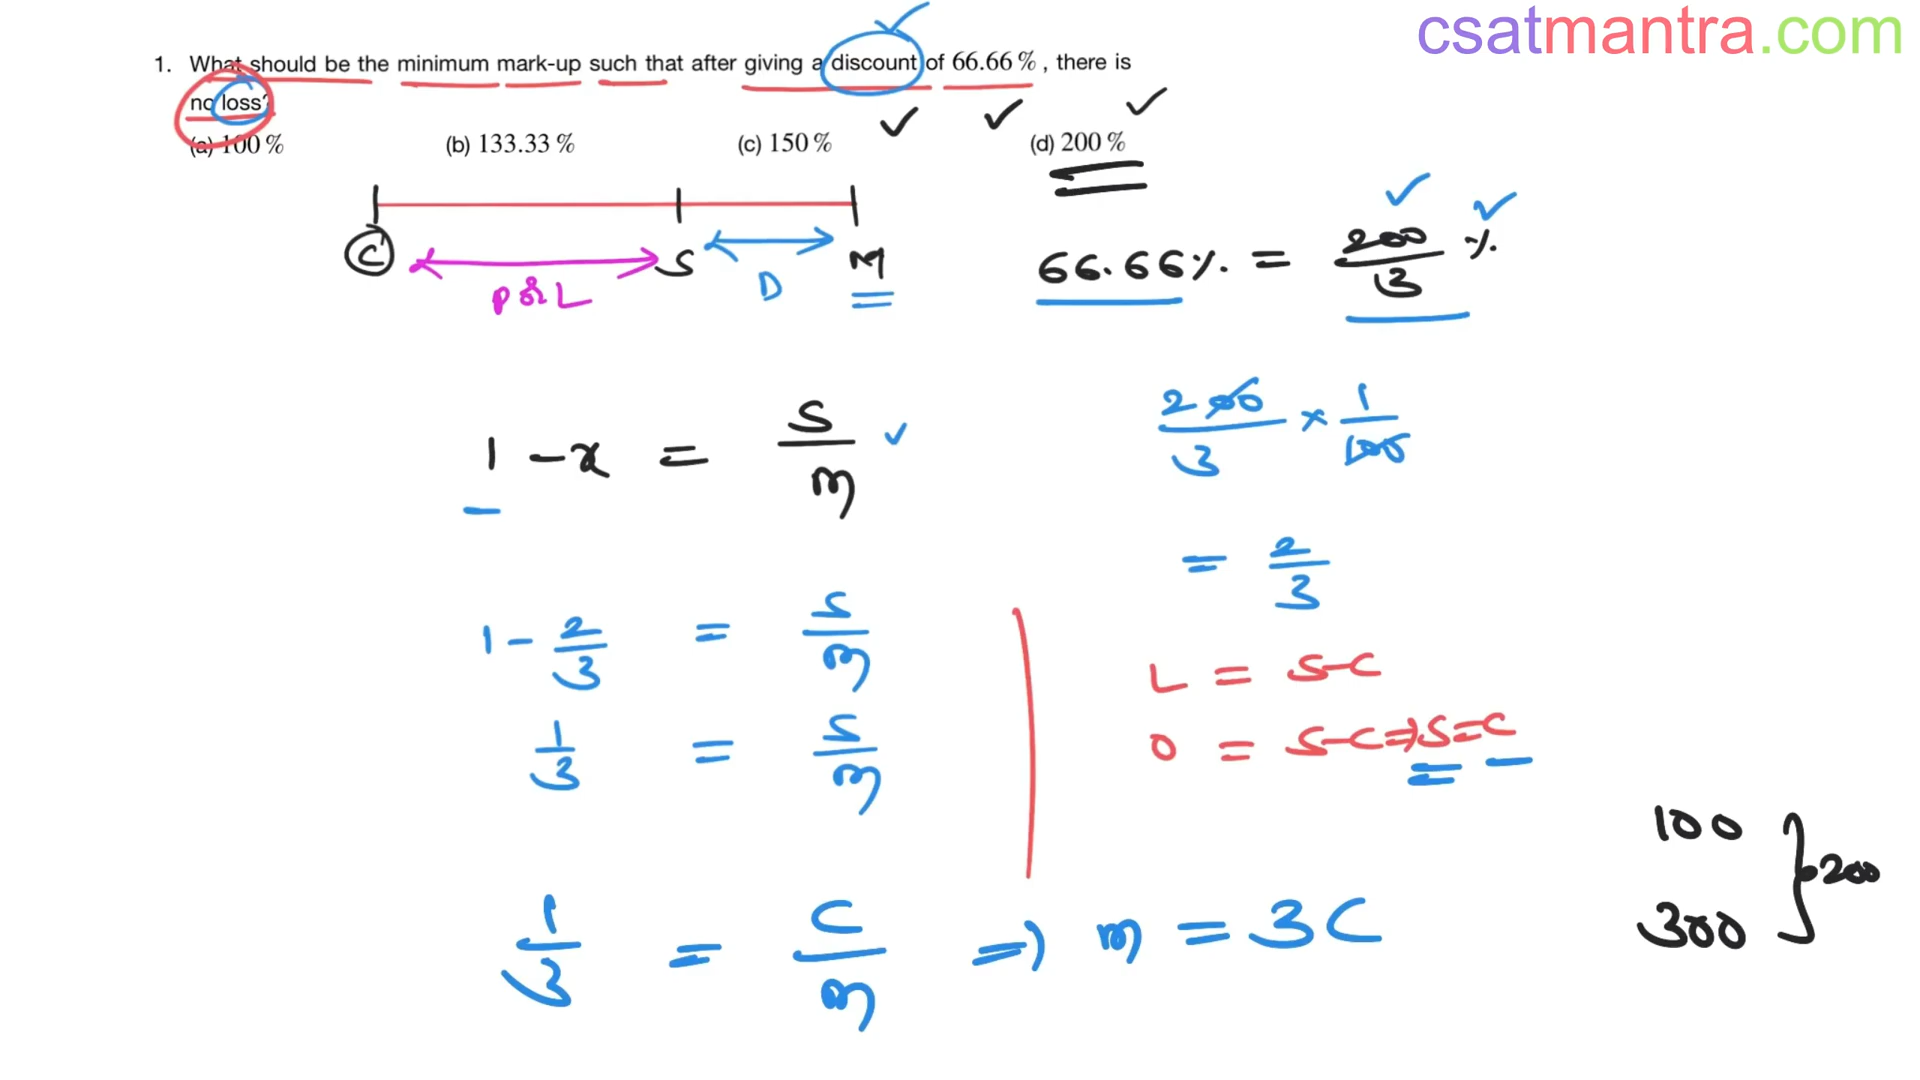 csatmantra.com
1. What should be the minimum mark-up such that after giving a discount of 66.66 % , there is
no loss?
(a) 100 % (b) 133.33 % (c) 150 % (d) 200 %
C S M
P or L D
66.66 % = 200/3 %
1 - x = S/M
200/3 × 1/100
= 2/3
1 - 2/3 = S/M
L = S-C
1/3 = S/M
0 = S-C ⇒ S=C
100
300 } 200
1/3 = C/M ⇒ M = 3C